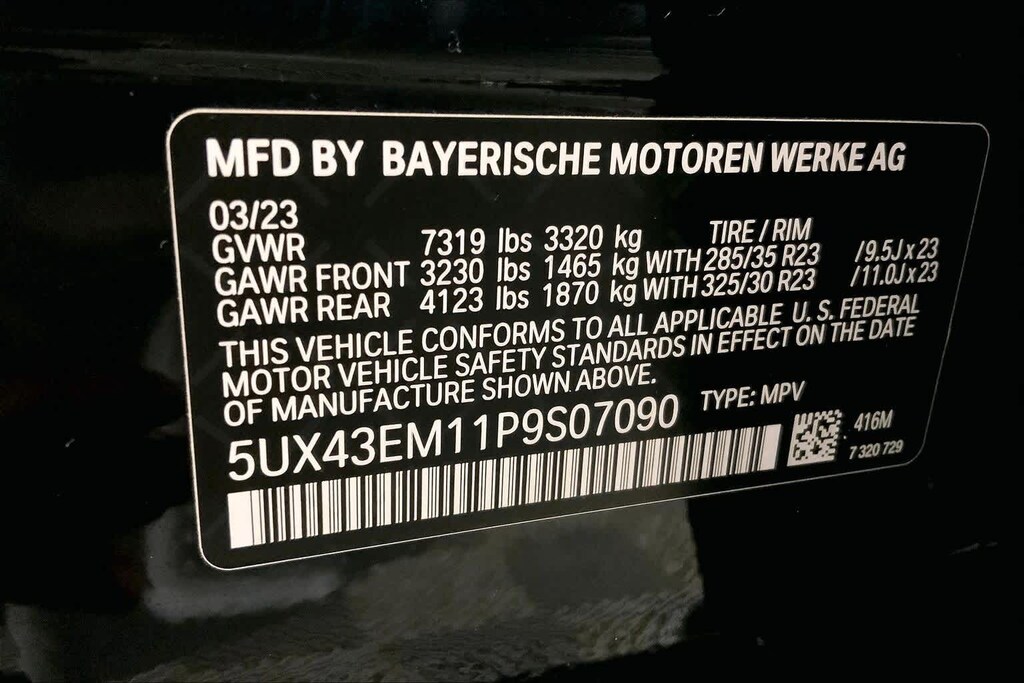 MFD BY BAYERISCHE MOTOREN WERKE AG
03/23
GVWR 7319 lbs 3320 kg TIRE / RIM
GAWR FRONT 3230 lbs 1465 kg WITH 285/35 R23 /9.5J x 23
GAWR REAR 4123 lbs 1870 kg WITH 325/30 R23 /11.0J x 23
THIS VEHICLE CONFORMS TO ALL APPLICABLE U. S. FEDERAL
MOTOR VEHICLE SAFETY STANDARDS IN EFFECT ON THE DATE
OF MANUFACTURE SHOWN ABOVE.
5UX43EM11P9S07090 TYPE: MPV
416M
7 320 729